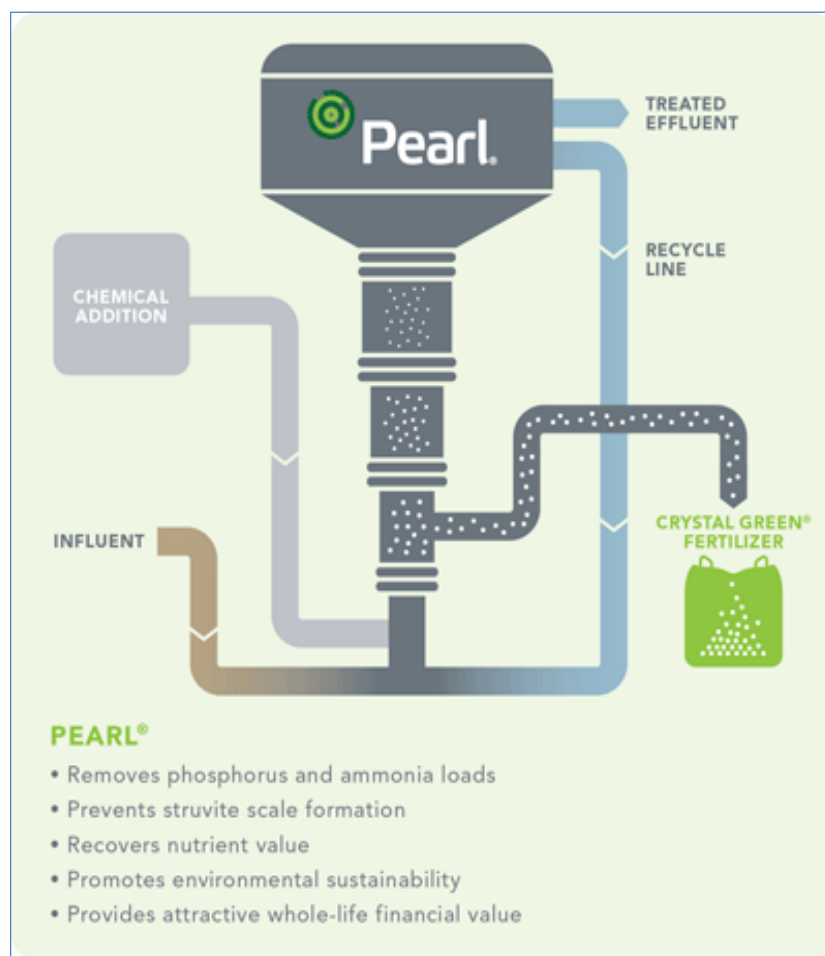 Pearl®
TREATED
EFFLUENT
RECYCLE
LINE
CHEMICAL
ADDITION
INFLUENT
CRYSTAL GREEN®
FERTILIZER
PEARL®
• Removes phosphorus and ammonia loads
• Prevents struvite scale formation
• Recovers nutrient value
• Promotes environmental sustainability
• Provides attractive whole-life financial value